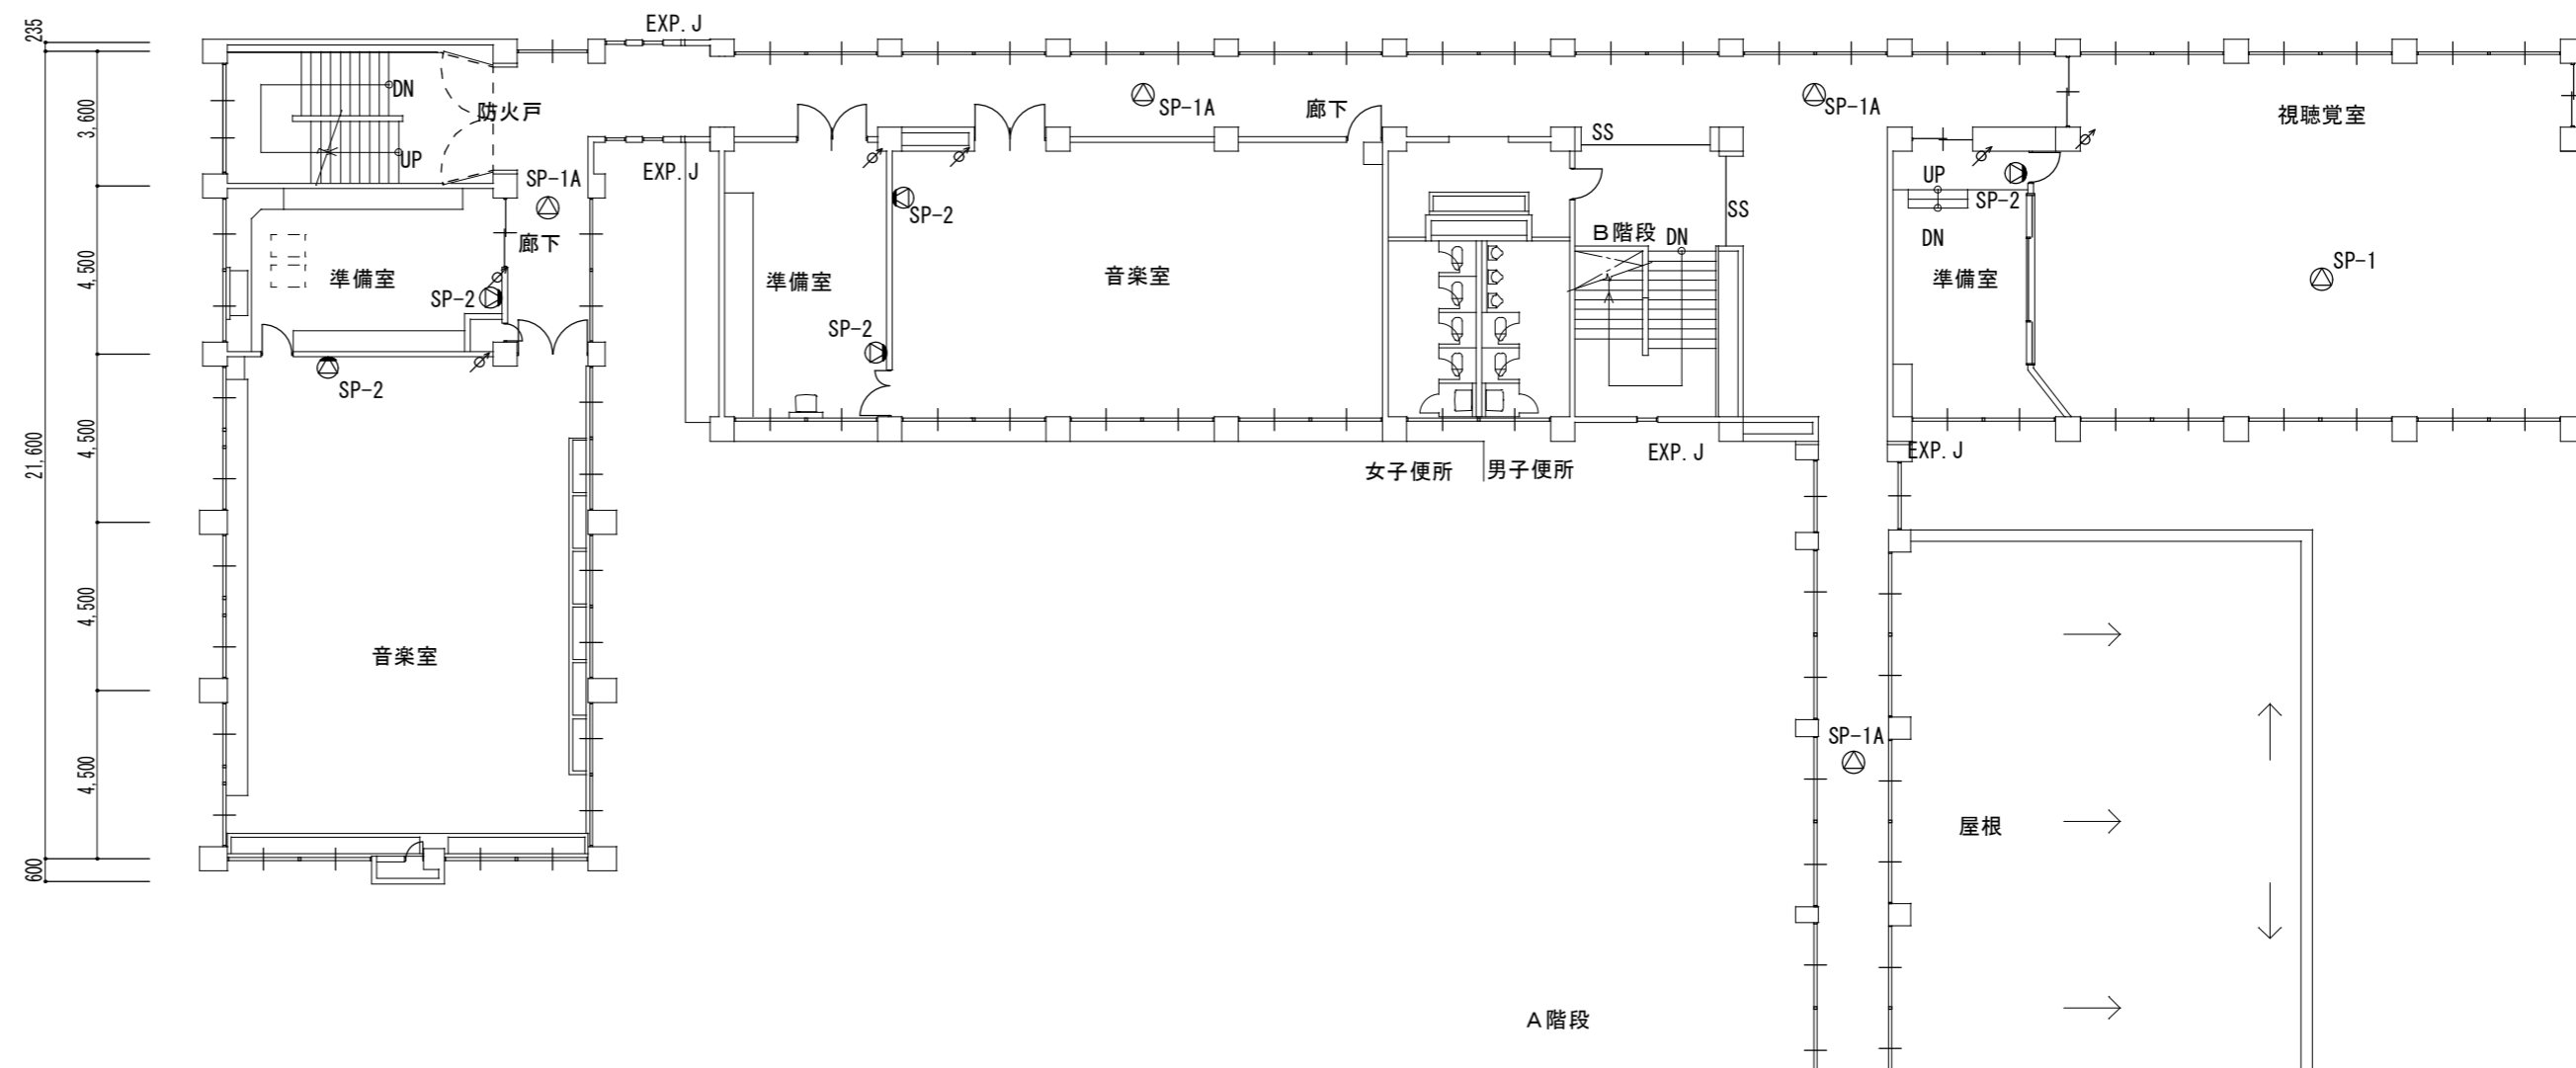 EXP. J
235
DN
防火戸
3,600
SP-1A
廊下
SP-1A
視聴覚室
SS
UP
EXP. J
SP-1A
UP
SP-2
SP-2
SS
廊下
B階段
DN
DN
4,500
準備室
SP-2
準備室
音楽室
準備室
SP-1
SP-2
SP-2
4,500
21,600
女子便所
男子便所
EXP. J
EXP. J
4,500
音楽室
4,500
SP-1A
屋根
600
A階段